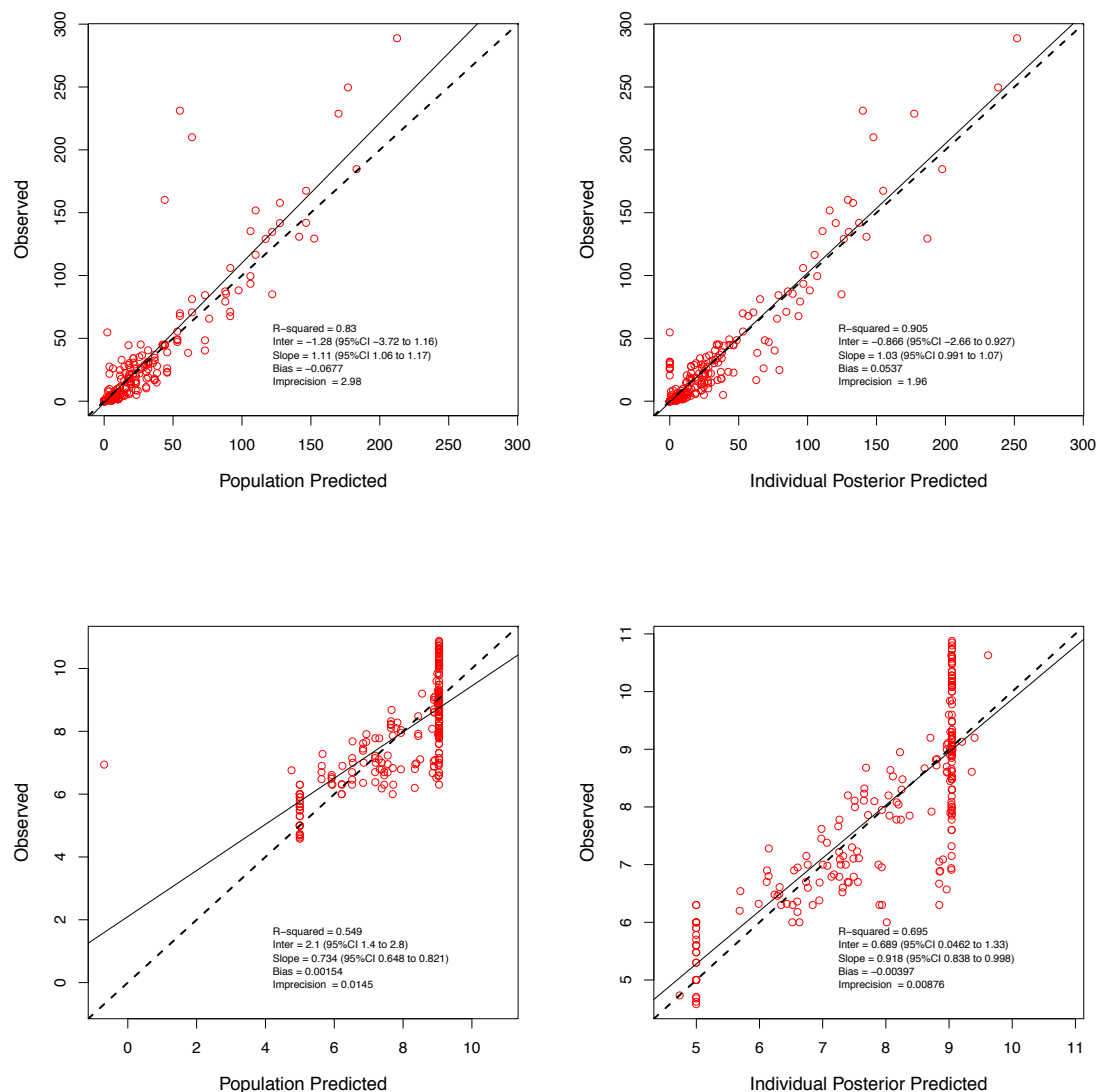 300
250
200
150
100
50
0
Observed
R-squared = 0.83
Inter = −1.28 (95%CI −3.72 to 1.16)
Slope = 1.11 (95%CI 1.06 to 1.17)
Bias = −0.0677
Imprecision = 2.98
0 50 100 150 200 250 300
Population Predicted
300
250
200
150
100
50
0
Observed
R-squared = 0.905
Inter = −0.866 (95%CI -2.66 to 0.927)
Slope = 1.03 (95%CI 0.991 to 1.07)
Bias = 0.0537
Imprecision = 1.96
0 50 100 150 200 250 300
Individual Posterior Predicted
10
8
6
4
2
0
Observed
R-squared = 0.549
Inter = 2.1 (95%CI 1.4 to 2.8)
Slope = 0.734 (95%CI 0.648 to 0.821)
Bias = 0.00154
Imprecision = 0.0145
0 2 4 6 8 10
Population Predicted
11
10
9
8
7
6
5
Observed
R-squared = 0.695
Inter = 0.689 (95%CI 0.0462 to 1.33)
Slope = 0.918 (95%CI 0.838 to 0.998)
Bias = −0.00397
Imprecision = 0.00876
5 6 7 8 9 10 11
Individual Posterior Predicted